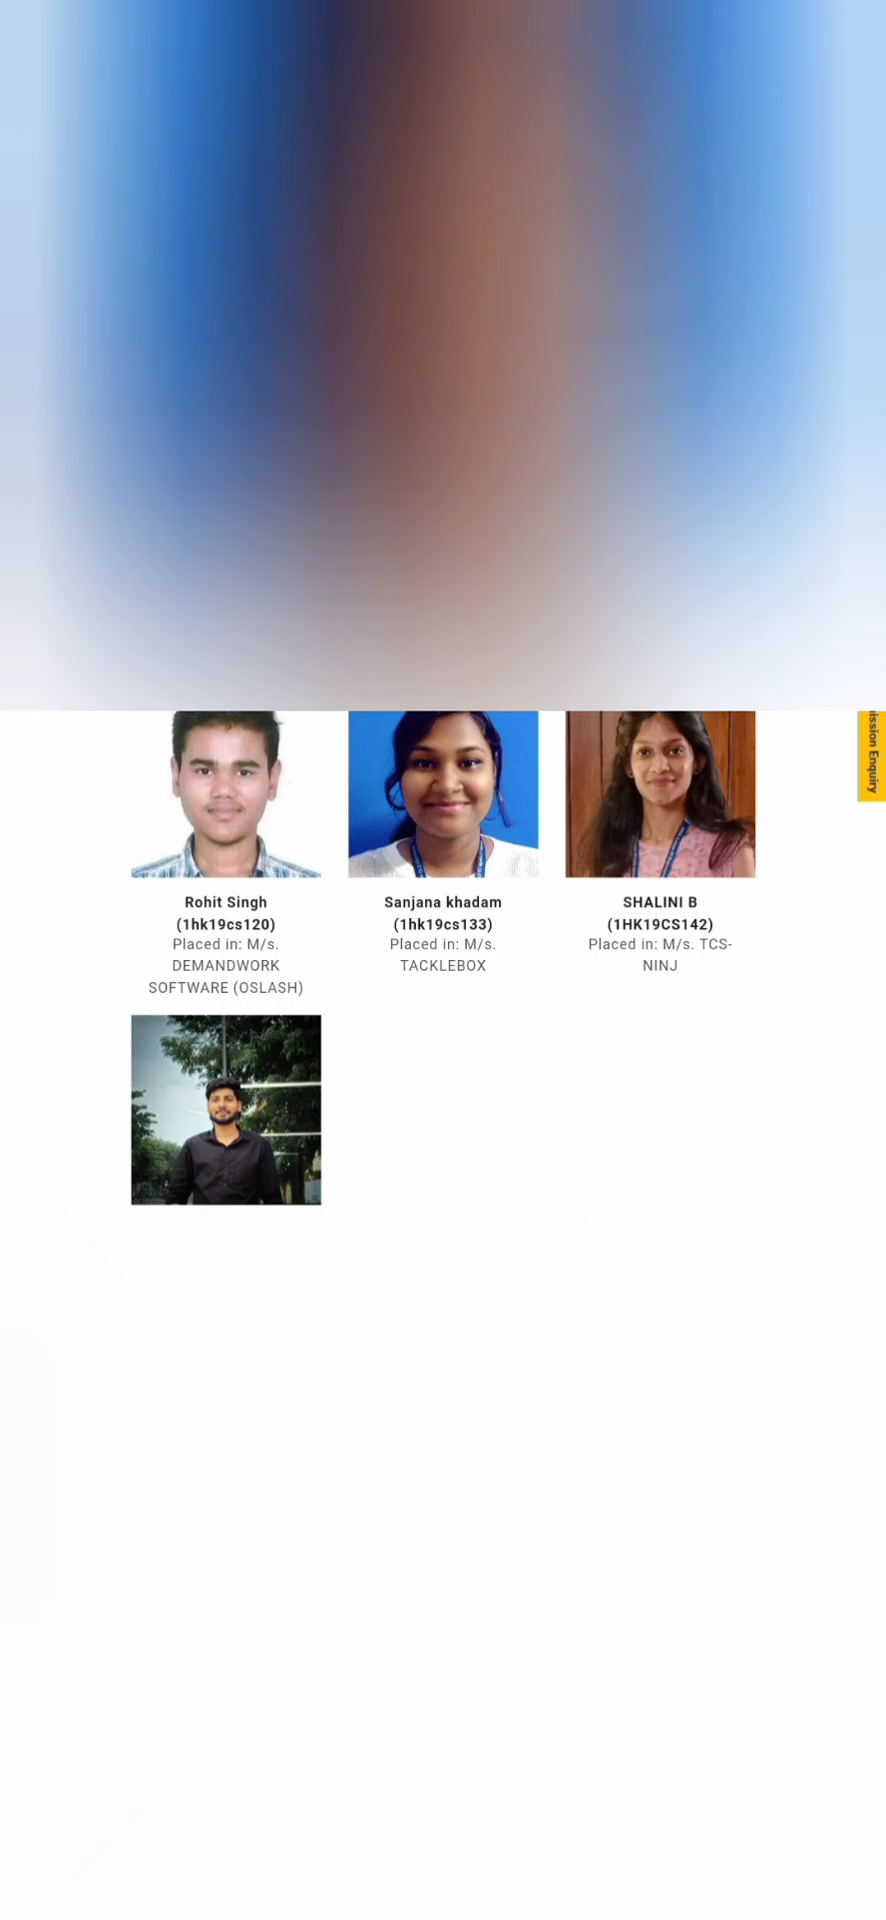 ission Enquiry
Rohit Singh
(1hk19cs120)
Placed in: M/s.
DEMANDWORK
SOFTWARE (OSLASH)
Sanjana khadam
(1hk19cs133)
Placed in: M/s.
TACKLEBOX
SHALINI B
(1HK19CS142)
Placed in: M/s. TCS-
NINJ